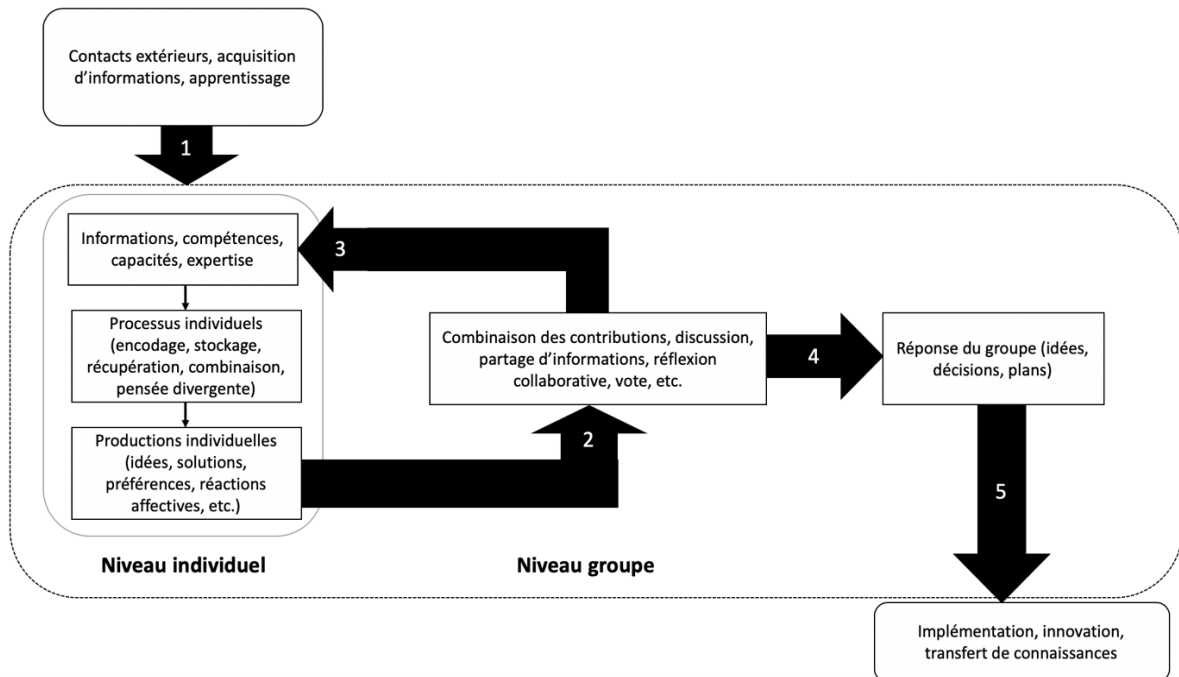 Contacts extérieurs, acquisition
d’informations, apprentissage
1
Informations, compétences,
capacités, expertise
3
Processus individuels
(encodage, stockage,
récupération, combinaison,
pensée divergente)
Combinaison des contributions, discussion,
partage d’informations, réflexion
collaborative, vote, etc.
4
Réponse du groupe (idées,
décisions, plans)
Productions individuelles
(idées, solutions,
préférences, réactions
affectives, etc.)
2
5
Niveau individuel
Niveau groupe
Implémentation, innovation,
transfert de connaissances